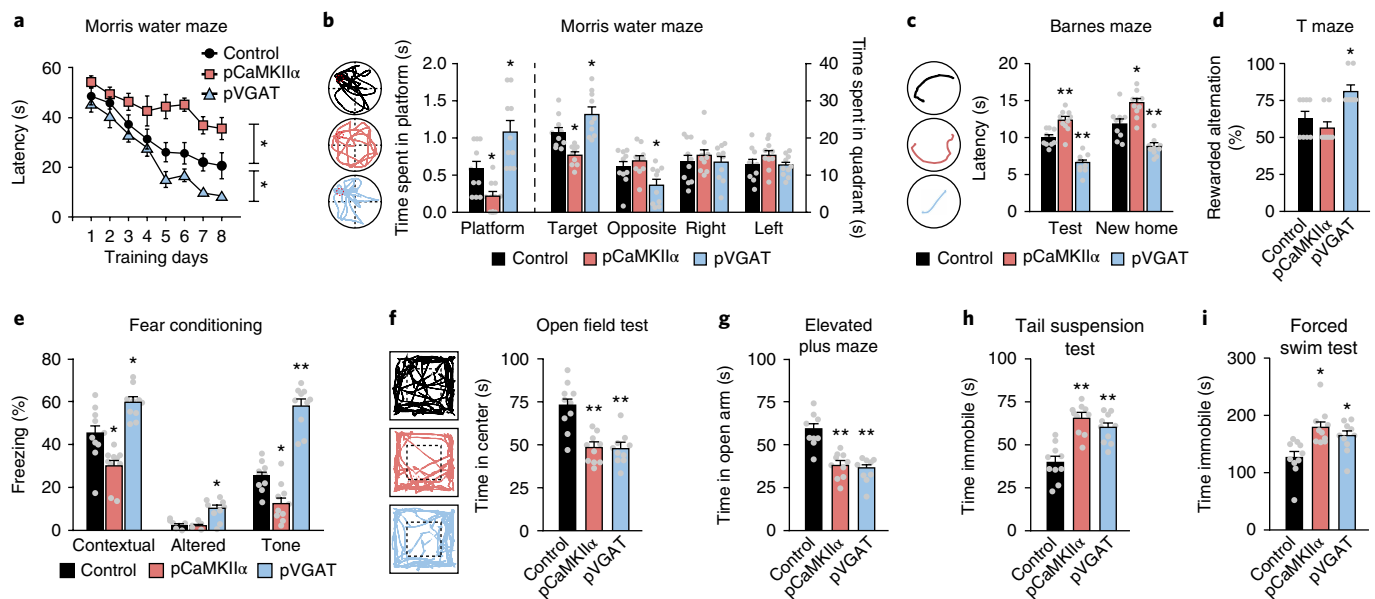 a
Morris water maze
Control
pCaMKIIα
pVGAT
Latency (s)
60
40
20
0
*
*
1 2 3 4 5 6 7 8
Training days
b
Morris water maze
Time spent in platform (s)
2.0
1.5
1.0
0.5
0.0
* * * * *
Time spent in quadrant (s)
40
30
20
10
0
Platform Target Opposite Right Left
Control pCaMKIIα pVGAT
c
Barnes maze
Latency (s)
20
15
10
5
0
** ** * **
Test New home
Control pCaMKIIα pVGAT
d
T maze
Rewarded alternation
(%)
100
75
50
25
0
*
Control
pCaMKIIα
pVGAT
e
Fear conditioning
Freezing (%)
80
60
40
20
0
* * * * **
Contextual Altered Tone
Control pCaMKIIα pVGAT
f
Open field test
Time in center (s)
100
75
50
25
0
** **
Control
pCaMKIIα
pVGAT
g
Elevated
plus maze
Time in open arm (s)
100
75
50
25
0
** **
Control
pCaMKIIα
pVGAT
h
Tail suspension
test
Time immobile (s)
100
75
50
25
0
** **
Control
pCaMKIIα
pVGAT
i
Forced
swim test
Time immobile (s)
300
200
100
0
* *
Control
pCaMKIIα
pVGAT